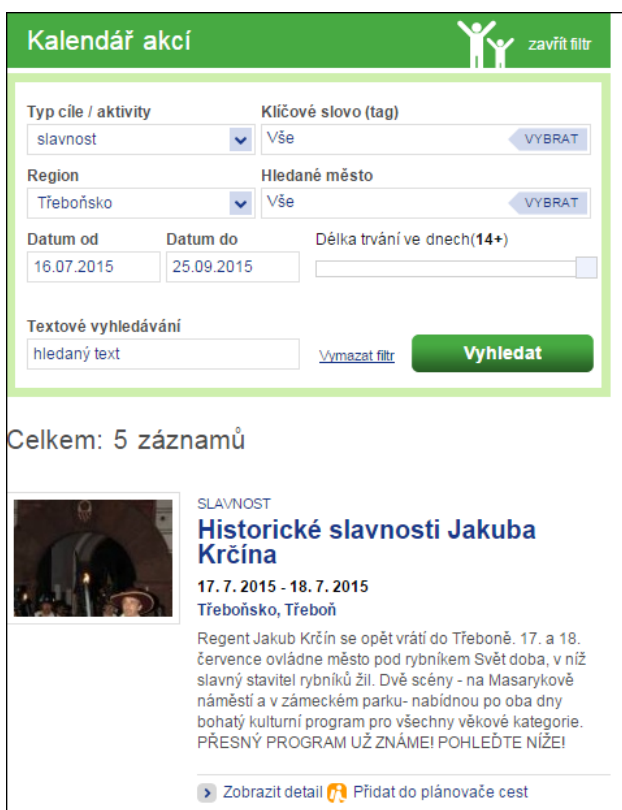 Kalendář akcí
zavřít filtr
Typ cíle / aktivity
Klíčové slovo (tag)
slavnost
Vše
VYBRAT
Region
Hledané město
Třeboňsko
Vše
VYBRAT
Datum od
Datum do
Délka trvání ve dnech(14+)
16.07.2015
25.09.2015
Textové vyhledávání
hledaný text
Vymazat filtr
Vyhledat
Celkem: 5 záznamů
SLAVNOST
Historické slavnosti Jakuba
Krčína
17. 7. 2015 - 18. 7. 2015
Třeboňsko, Třeboň
Regent Jakub Krčín se opět vrátí do Třeboně. 17. a 18.
července ovládne město pod rybníkem Svět doba, v níž
slavný stavitel rybníků žil. Dvě scény - na Masarykově
náměstí a v zámeckém parku- nabídnou po oba dny
bohatý kulturní program pro všechny věkové kategorie.
PŘESNÝ PROGRAM UŽ ZNÁME! POHLEĎTE NÍŽE!
Zobrazit detail
Přidat do plánovače cest